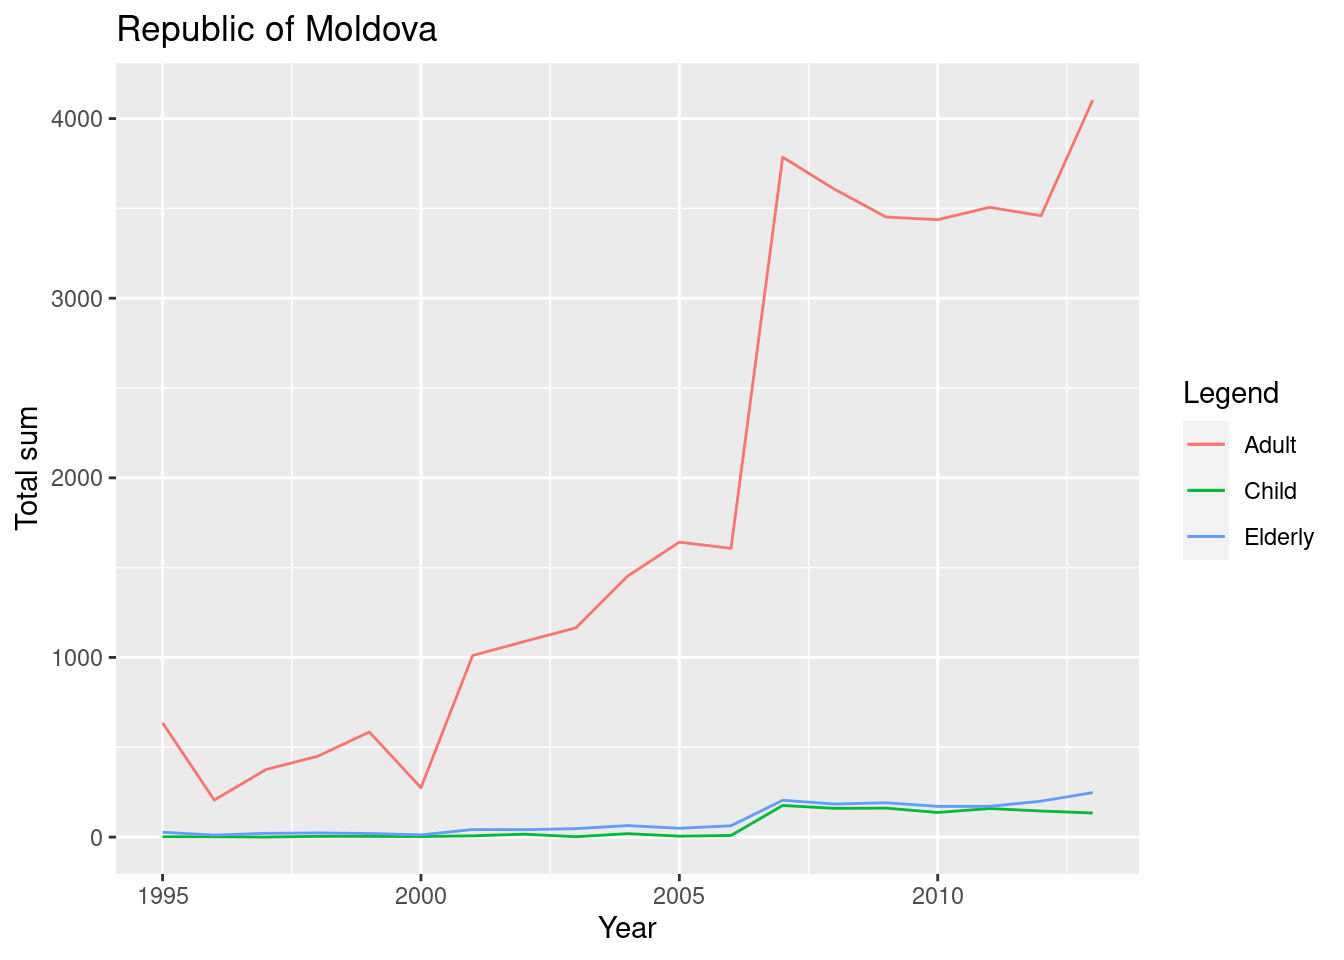 Republic of Moldova
4000
3000
2000
1000
0
Total sum
1995
2000
2005
2010
Year
Legend
Adult
Child
Elderly